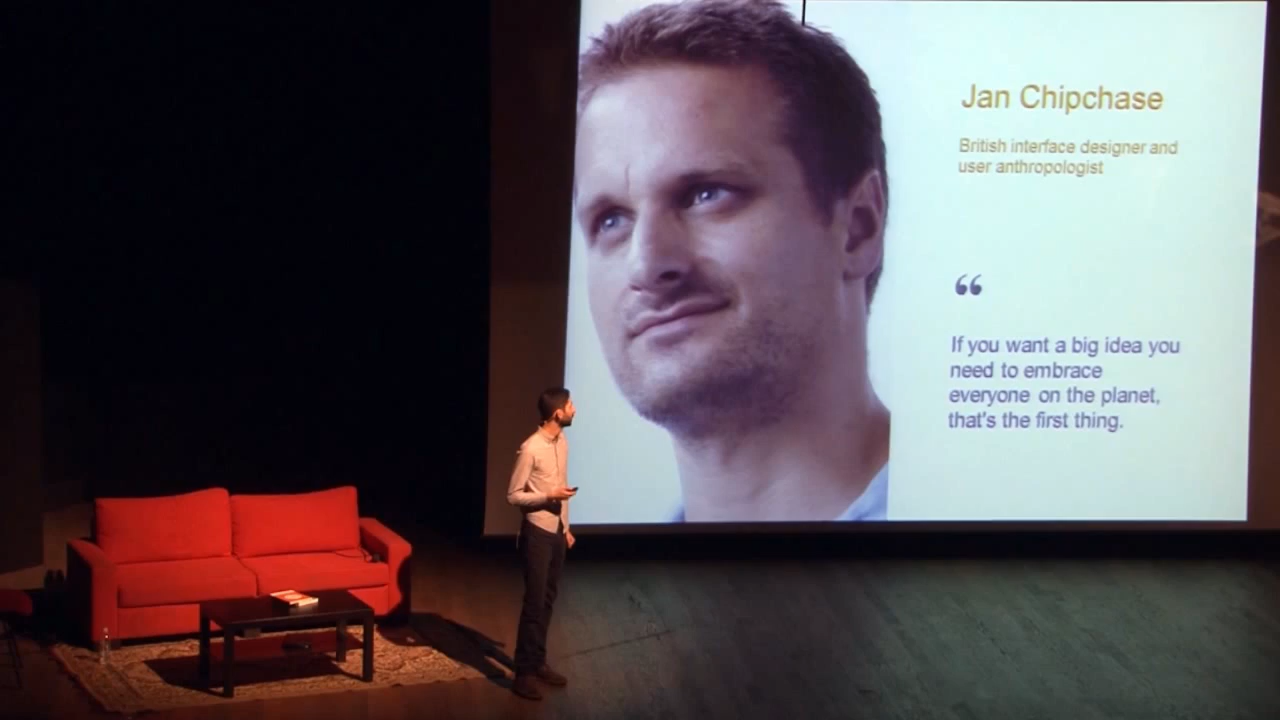 Jan Chipchase
British interface designer and
user anthropologist
“
If you want a big idea you
need to embrace
everyone on the planet,
that's the first thing.